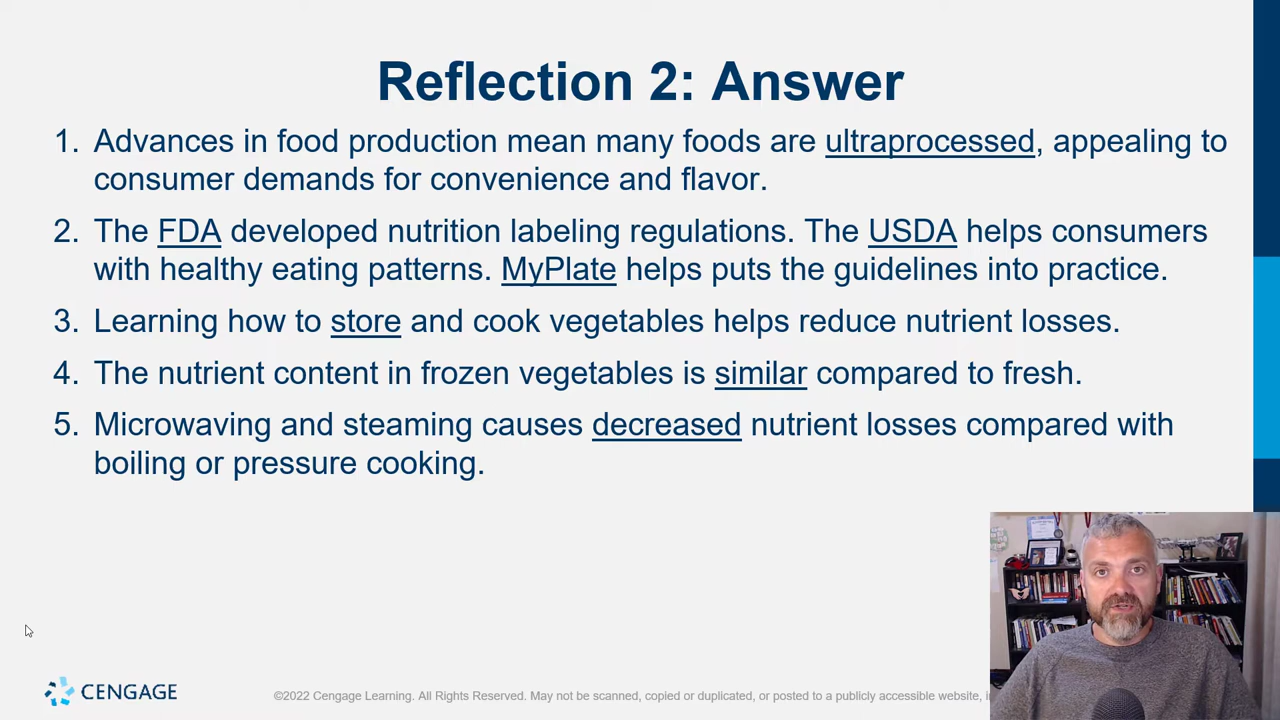 Reflection 2: Answer
1. Advances in food production mean many foods are ultraprocessed, appealing to
consumer demands for convenience and flavor.
2. The FDA developed nutrition labeling regulations. The USDA helps consumers
with healthy eating patterns. MyPlate helps puts the guidelines into practice.
3. Learning how to store and cook vegetables helps reduce nutrient losses.
4. The nutrient content in frozen vegetables is similar compared to fresh.
5. Microwaving and steaming causes decreased nutrient losses compared with
boiling or pressure cooking.
CENGAGE
©2022 Cengage Learning. All Rights Reserved. May not be scanned, copied or duplicated, or posted to a publicly accessible website,